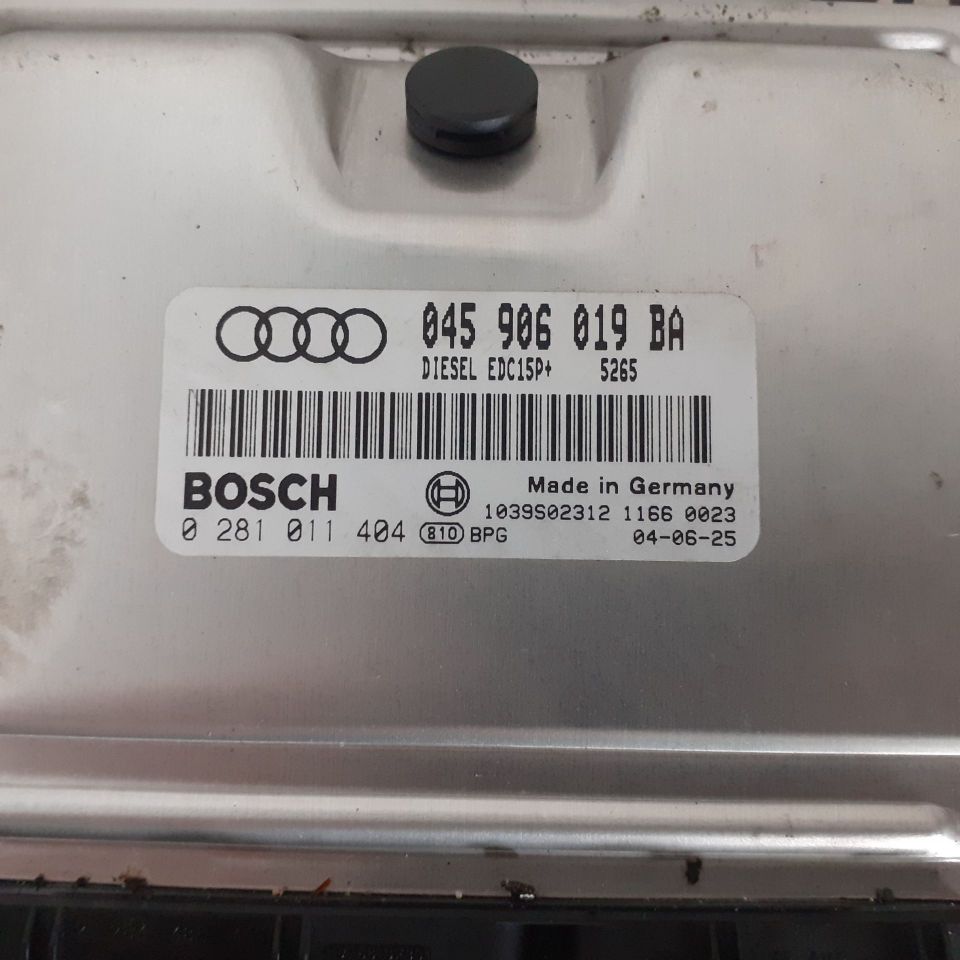 045 906 019 BA
DIESEL EDC15P+ 5265
BOSCH
Made in Germany
1039S02312 1166 0023
0 281 011 404 810 BPG 04-06-25